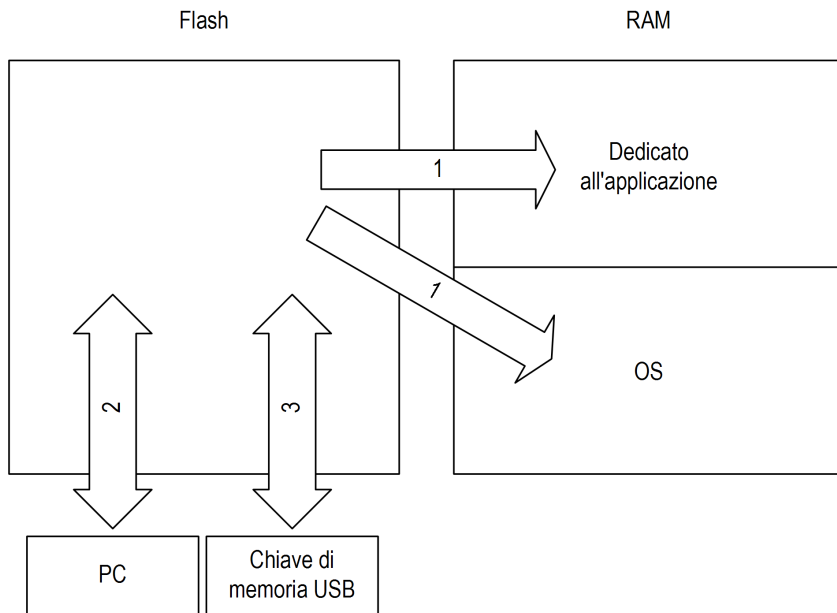 Flash
RAM
1
Dedicato
all'applicazione
1
OS
2
3
PC
Chiave di
memoria USB